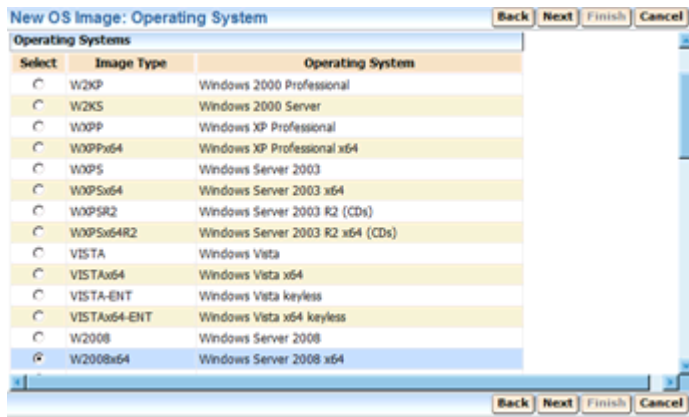 New OS Image: Operating System Back Next Finish Cancel
Operating Systems
Select Image Type Operating System
W2KP Windows 2000 Professional
W2KS Windows 2000 Server
WXPP Windows XP Professional
WXPPx64 Windows XP Professional x64
WXPS Windows Server 2003
WXPSx64 Windows Server 2003 x64
WXPSR2 Windows Server 2003 R2 (CDs)
WXPSx64R2 Windows Server 2003 R2 x64 (CDs)
VISTA Windows Vista
VISTAx64 Windows Vista x64
VISTA-ENT Windows Vista keyless
VISTAx64-ENT Windows Vista x64 keyless
W2008 Windows Server 2008
W2008x64 Windows Server 2008 x64
Back Next Finish Cancel